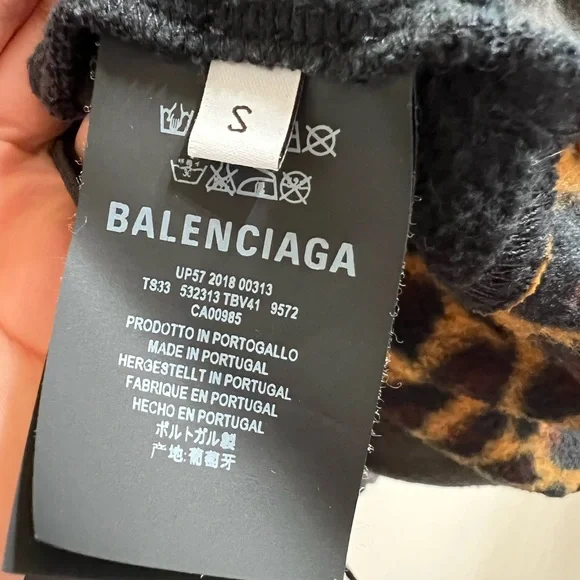 S
BALENCIAGA
UP57 2018 00313
TS33 532313 TBV41 9572
CA00985
PRODOTTO IN PORTOGALLO
MADE IN PORTUGAL
HERGESTELLT IN PORTUGAL
FABRIQUE EN PORTUGAL
HECHO EN PORTUGAL
ポルトガル製
产地:葡萄牙